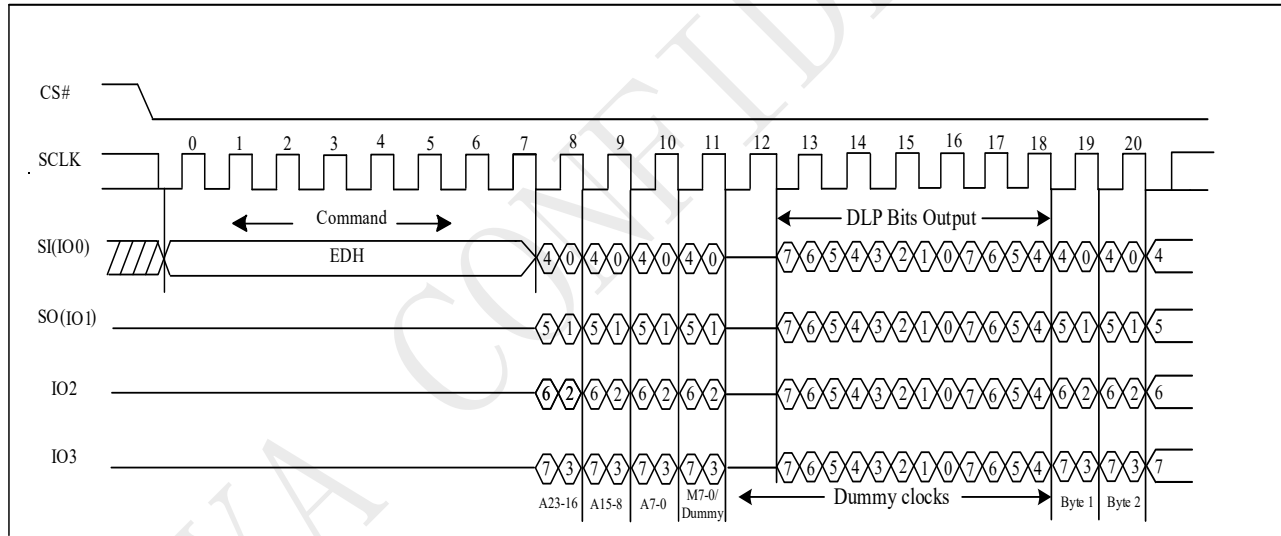 CS#
0 1 2 3 4 5 6 7 8 9 10 11 12 13 14 15 16 17 18 19 20
SCLK
Command
DLP Bits Output
SI(IO0)
EDH
4 0 4 0 4 0 4 0 7 6 5 4 3 2 1 0 7 6 5 4 4 0 4 0 4
SO(IO1)
5 1 5 1 5 1 5 1 7 6 5 4 3 2 1 0 7 6 5 4 5 1 5 1 5
IO2
6 2 6 2 6 2 6 2 7 6 5 4 3 2 1 0 7 6 5 4 6 2 6 2 6
IO3
7 3 7 3 7 3 7 3 7 6 5 4 3 2 1 0 7 6 5 4 7 3 7 3 7
A23-16 A15-8 A7-0 M7-0/
Dummy
Dummy clocks
Byte 1 Byte 2